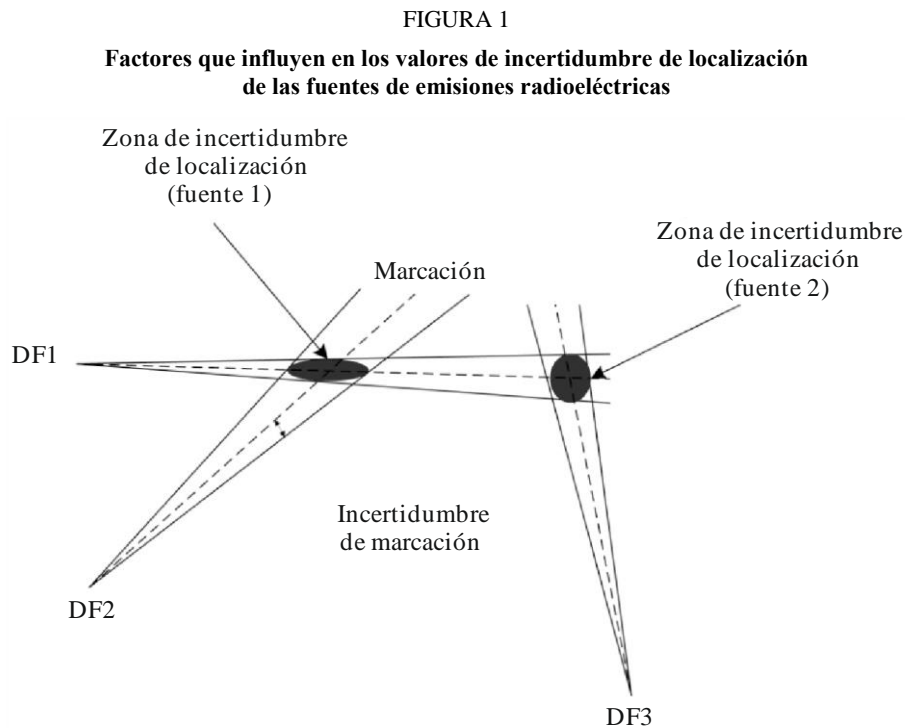 FIGURA 1
Factores que influyen en los valores de incertidumbre de localización
de las fuentes de emisiones radioeléctricas
Zona de incertidumbre
de localización
(fuente 1)
Zona de incertidumbre
de localización
(fuente 2)
Marcación
DF1
Incertidumbre
de marcación
DF2
DF3